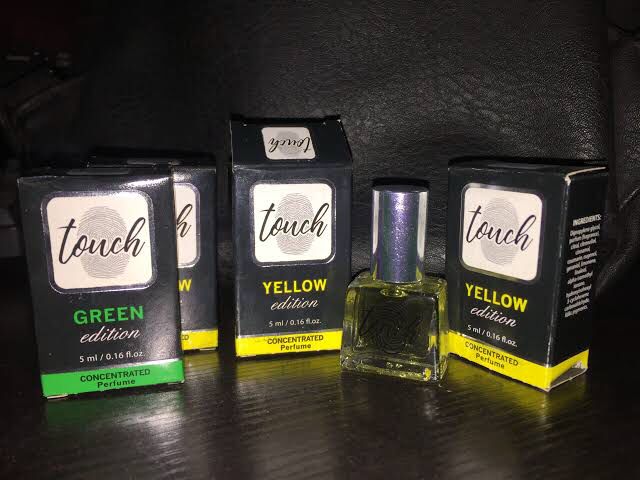 touch
GREEN
edition
5 ml / 0.16 fl.oz.
CONCENTRATED
Perfume
W
touch
touch
YELLOW
edition
5 ml / 0.16 fl.oz.
CONCENTRATED
Perfume
touch
touch
YELLOW
edition
5 ml / 0.16 fl.oz.
CONCENTRATED
Perfume
INGREDIENTS: